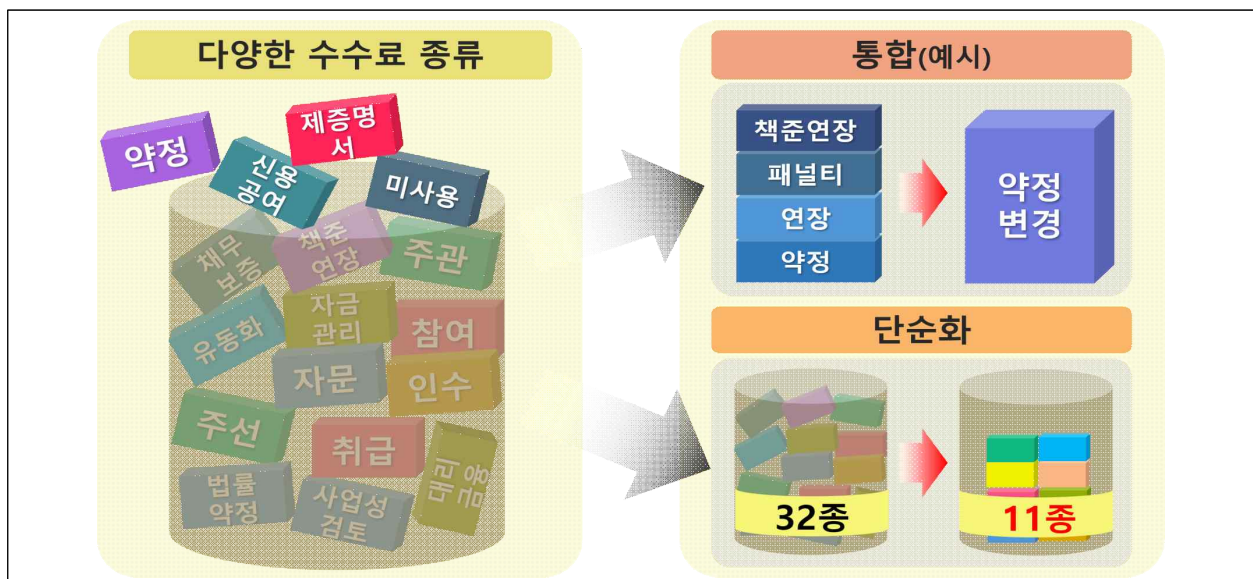 다양한 수수료 종류
약정
신용
공여
제증명
서
미사용
채무
보증
책준
연장
주관
유동화
자금
관리
참여
자문
인수
주선
취급
대리
금융
법률
약정
사업성
검토
통합(예시)
책준연장
패널티
연장
약정
약정
변경
단순화
32종
11종